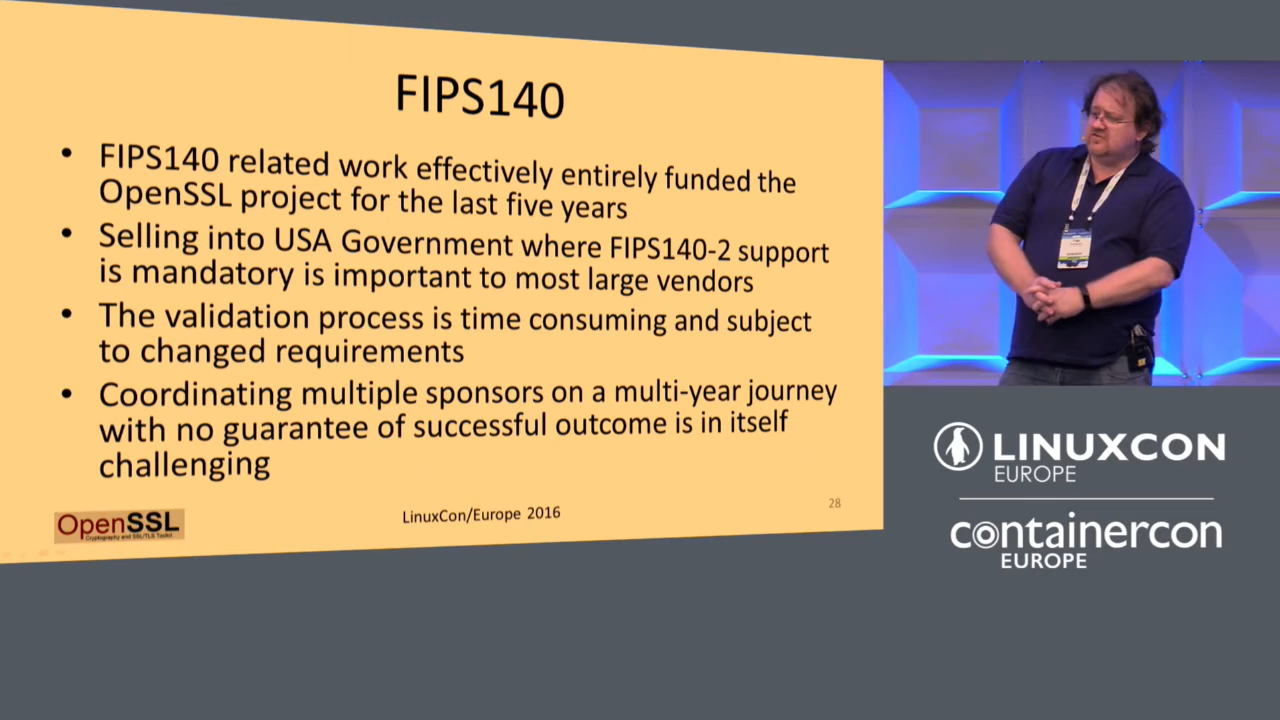 FIPS140
• FIPS140 related work effectively entirely funded the
OpenSSL project for the last five years
• Selling into USA Government where FIPS140-2 support
is mandatory is important to most large vendors
• The validation process is time consuming and subject
to changed requirements
• Coordinating multiple sponsors on a multi-year journey
with no guarantee of successful outcome is in itself
challenging
OpenSSL
Cryptography and SSL/TLS Toolkit
LinuxCon/Europe 2016
28
LINUXCON
EUROPE
containercon
EUROPE